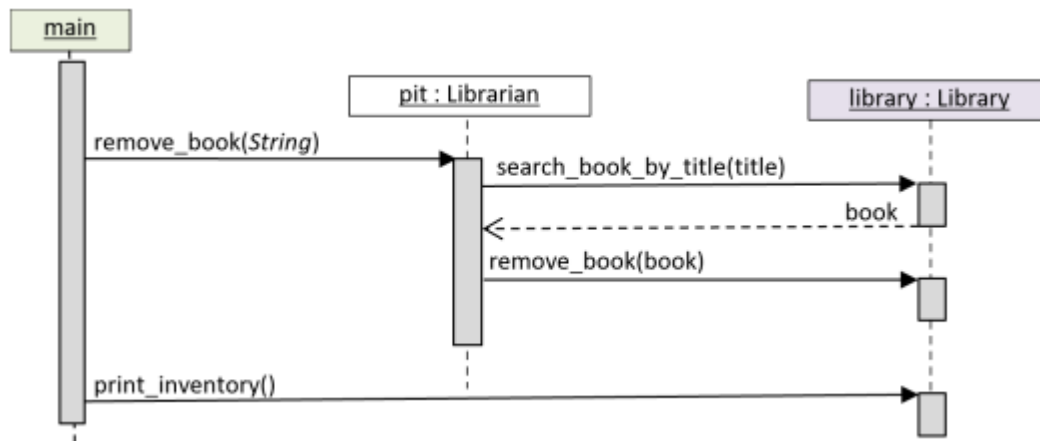 main
pit : Librarian
library : Library
remove_book(String)
search_book_by_title(title)
book
remove_book(book)
print_inventory()